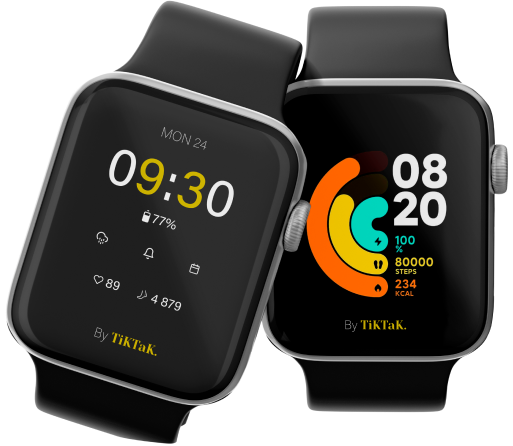 MON 24
09:30
77%
89
4 879
By TiKTaK.
08
20
100
%
80000
STEPS
234
KCAL
By TiKTaK.